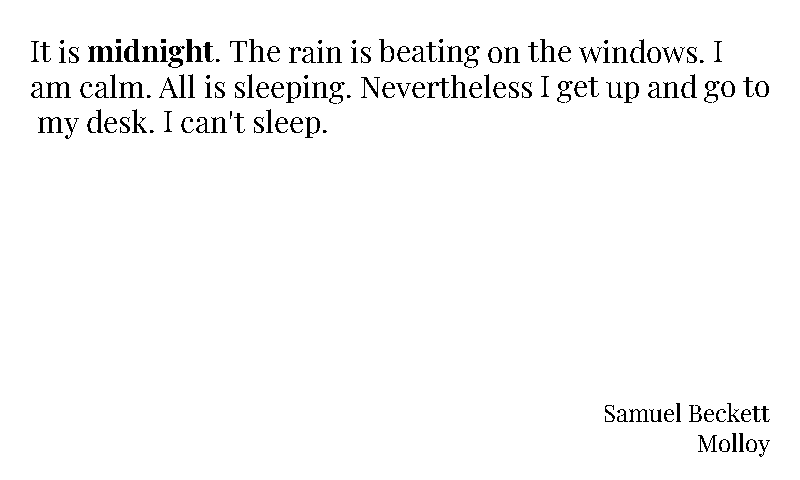 It is midnight. The rain is beating on the windows. I
am calm. All is sleeping. Nevertheless I get up and go to
my desk. I can't sleep.
Samuel Beckett
Molloy